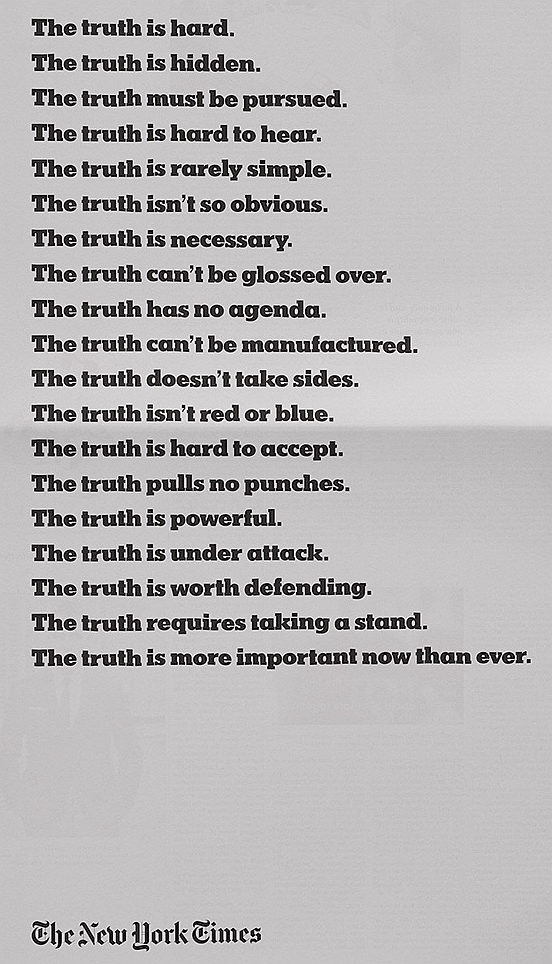 The truth is hard.
The truth is hidden.
The truth must be pursued.
The truth is hard to hear.
The truth is rarely simple.
The truth isn't so obvious.
The truth is necessary.
The truth can't be glossed over.
The truth has no agenda.
The truth can't be manufactured.
The truth doesn't take sides.
The truth isn't red or blue.
The truth is hard to accept.
The truth pulls no punches.
The truth is powerful.
The truth is under attack.
The truth is worth defending.
The truth requires taking a stand.
The truth is more important now than ever.
The New York Times